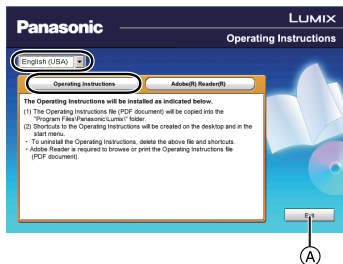 LUMIX
Panasonic
Operating Instructions
English (USA)
Operating Instructions
Adobe(R) Reader(R)
The Operating Instructions will be installed as indicated below.
(1) The Operating Instructions file (PDF document) will be copied into the
"Program Files\Panasonic\Lumix\" folder.
(2) Shortcuts to the Operating Instructions will be created on the desktop and in the
start menu.
· To uninstall the Operating Instructions, delete the above file and shortcuts.
· Adobe Reader is required to browse or print the Operating Instructions file
(PDF document).
Exit
A